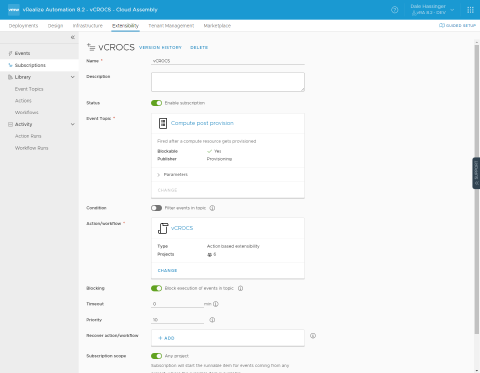 vmw vRealize Automation 8.2 - vCROCS - Cloud Assembly
Deployments Design Infrastructure Extensibility Tenant Management Marketplace
GUIDED SETUP
Events
Subscriptions
Library
Event Topics
Actions
Workflows
Activity
Action Runs
Workflow Runs
vCROCS VERSION HISTORY DELETE
Name * vCROCS
Description
Status Enable subscription
Event Topic *
Compute post provision
Fired after a compute resource gets provisioned
Blockable Yes
Publisher Provisioning
Parameters
CHANGE
Condition Filter events in topic
Action/workflow *
vCROCS
Type Action based extensibility
Projects
CHANGE
Blocking Block execution of events in topic
Timeout 0 min
Priority 10
Recover action/workflow + ADD
Subscription scope Any project
Subscription will start the runnable item for events coming from any
SUPPORT